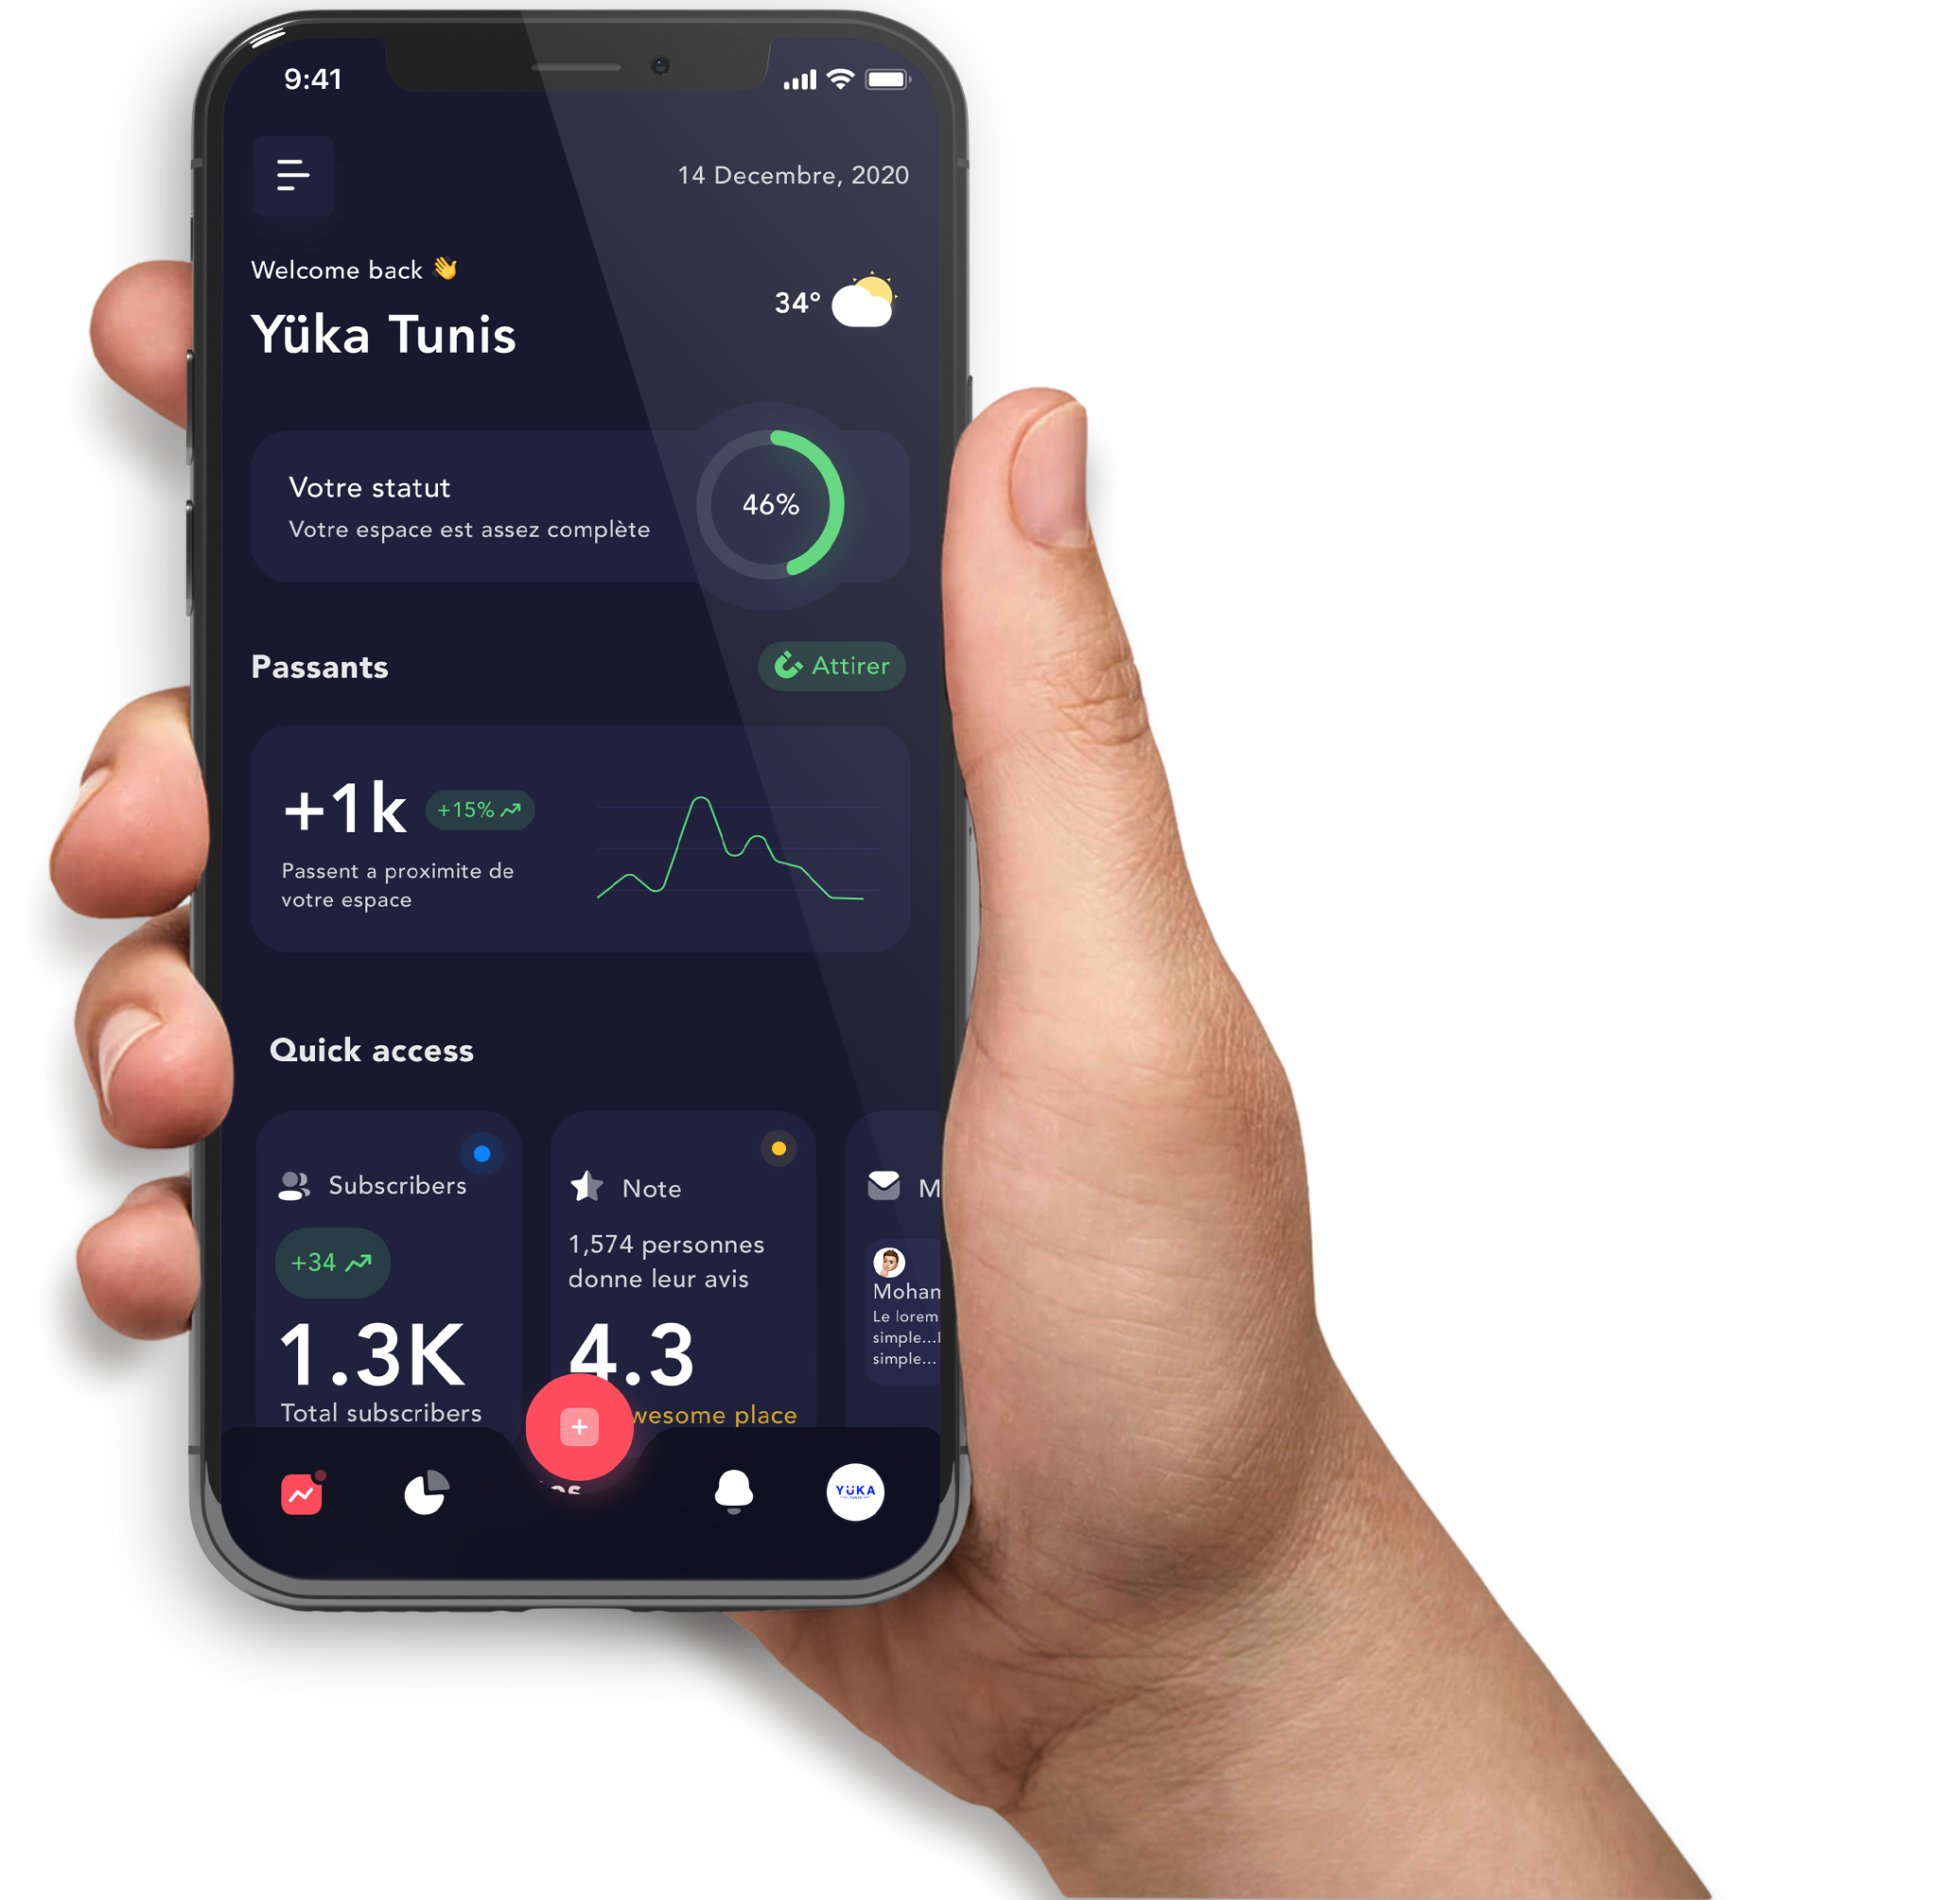 9:41
14 Decembre, 2020
Welcome back 👋
Yüka Tunis
34°
Votre statut
Votre espace est assez complète
46%
Passants
Attirer
+1k
+15%
Passent a proximite de
votre espace
Quick access
Subscribers
+34
1.3K
Total subscribers
Note
1,574 personnes
donne leur avis
4.3
wesome place
M
Moham
Le lorem
simple...
simple...
YüKA